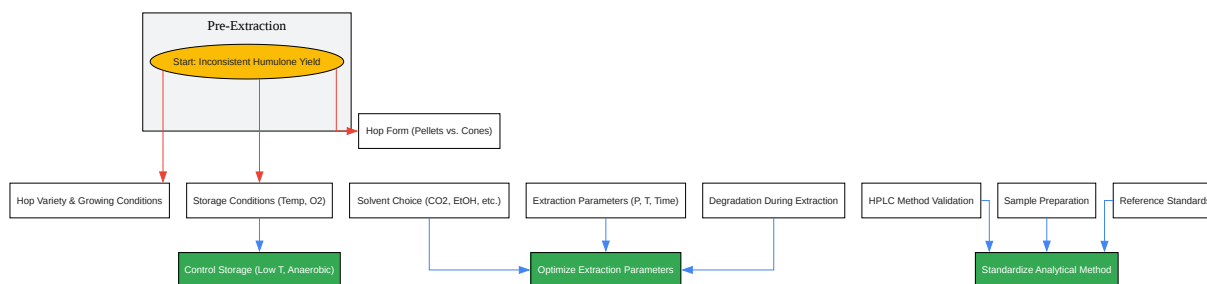 Pre-Extraction
Start: Inconsistent Humulone Yield
Hop Form (Pellets vs. Cones)
Hop Variety & Growing Conditions
Storage Conditions (Temp, O2)
Solvent Choice (CO2, EtOH, etc.)
Extraction Parameters (P, T, Time)
Degradation During Extraction
HPLC Method Validation
Sample Preparation
Reference Standards
Control Storage (Low T, Anaerobic)
Optimize Extraction Parameters
Standardize Analytical Method